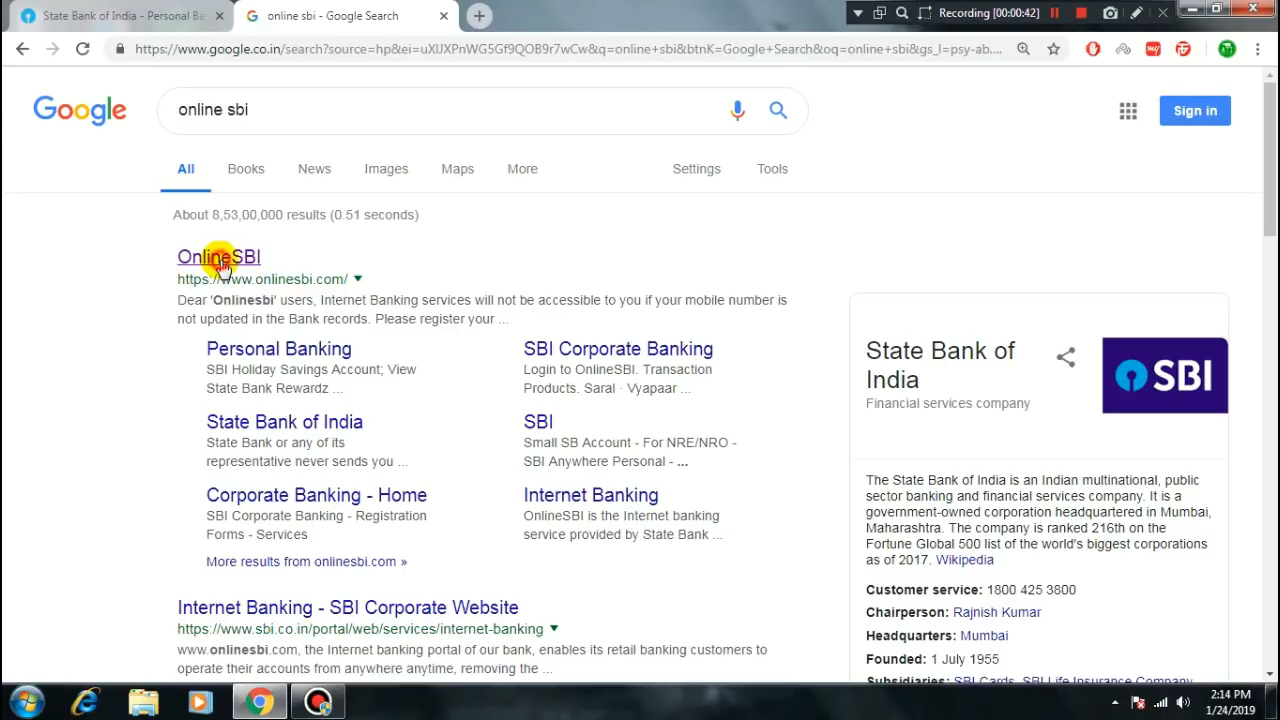 State Bank of India - Personal Ba
online sbi - Google Search
Recording [00:00:42]
https://www.google.co.in/search?source=hp&ei=uXlJXPnWG5Gf9QOB9r7wCw&q=online+sbi&btnK=Google+Search&oq=online+sbi&gs_l=psy-ab....
Google
online sbi
Sign in
All
Books
News
Images
Maps
More
Settings
Tools
About 8,53,00,000 results (0.51 seconds)
OnlineSBI
https://www.onlinesbi.com/
Dear 'Onlinesbi' users, Internet Banking services will not be accessible to you if your mobile number is
not updated in the Bank records. Please register your ...
Personal Banking
SBI Holiday Savings Account; View
State Bank Rewardz ...
SBI Corporate Banking
Login to OnlineSBI. Transaction
Products. Saral · Vyapaar ...
State Bank of India
State Bank or any of its
representative never sends you ...
SBI
Small SB Account - For NRE/NRO -
SBI Anywhere Personal - ...
Corporate Banking - Home
SBI Corporate Banking - Registration
Forms - Services
Internet Banking
OnlineSBI is the Internet banking
service provided by State Bank ...
More results from onlinesbi.com »
Internet Banking - SBI Corporate Website
https://www.sbi.co.in/portal/web/services/internet-banking
www.onlinesbi.com, the Internet banking portal of our bank, enables its retail banking customers to
operate their accounts from anywhere anytime, removing the ...
State Bank of
India
Financial services company
SBI
The State Bank of India is an Indian multinational, public
sector banking and financial services company. It is a
government-owned corporation headquartered in Mumbai,
Maharashtra. The company is ranked 216th on the
Fortune Global 500 list of the world's biggest corporations
as of 2017. Wikipedia
Customer service: 1800 425 3800
Chairperson: Rajnish Kumar
Headquarters: Mumbai
Founded: 1 July 1955
Subsidiaries: SBI Cards, SBI Life Insurance Company,
2:14 PM
1/24/2019